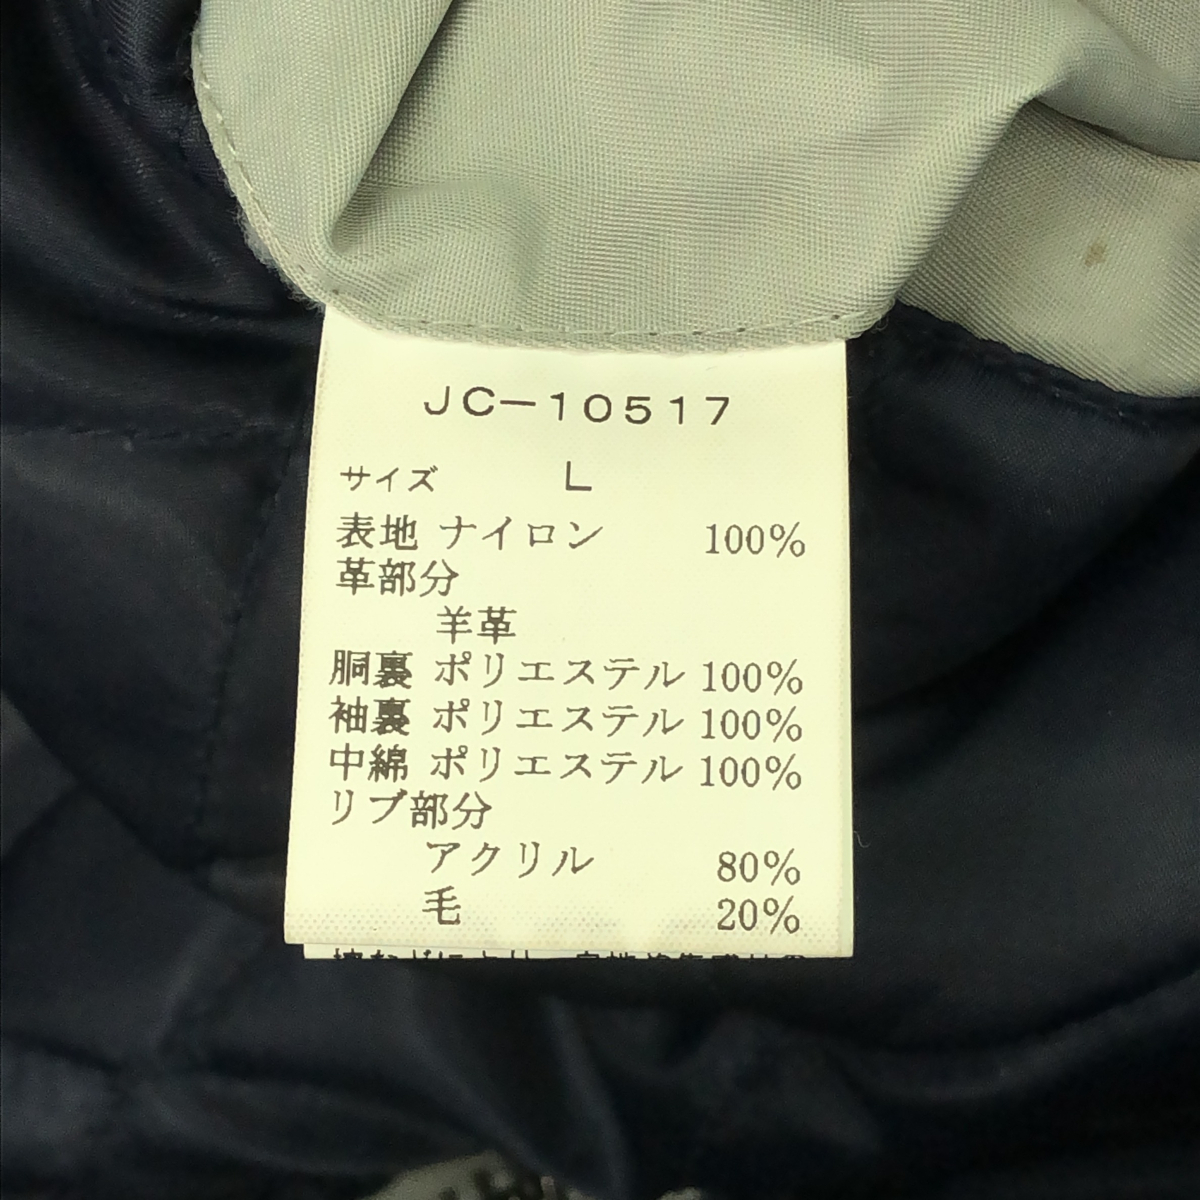 JC-10517
サイズ L
表地 ナイロン 100%
革部分
羊革
胴裏 ポリエステル 100%
袖裏 ポリエステル 100%
中綿 ポリエステル 100%
リブ部分
アクリル 80%
毛 20%